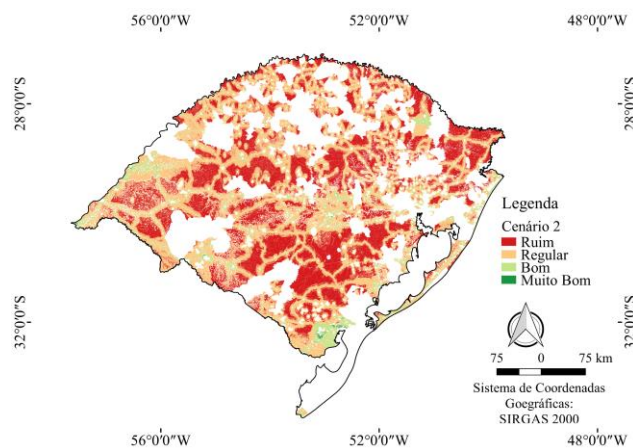 56°0′0″W 52°0′0″W 48°0′0″W
28°0′0″S
28°0′0″S
Legenda
Cenário 2
Ruim
Regular
Bom
Muito Bom
32°0′0″S
32°0′0″S
75 0 75 km
Sistema de Coordenadas
Goegráficas:
SIRGAS 2000
56°0′0″W 52°0′0″W 48°0′0″W